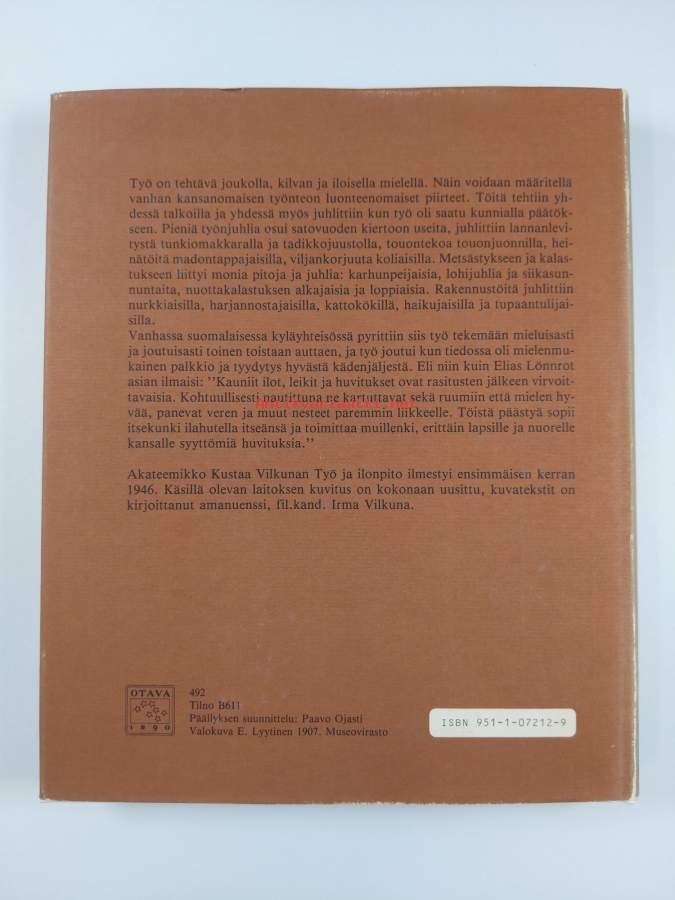 Työ on tehtävä joukolla, kilvan ja iloisella mielellä. Näin voidaan määritellä
vanhan kansanomaisen työnteon luonteenomaiset piirteet. Töitä tehtiin yh-
dessä talkoilla ja yhdessä myös juhlittiin kun työ oli saatu kunnialla päätök-
seen. Pieniä työnjuhlia osui satovuoden kiertoon useita, juhlittiin lannanlevi-
tystä tunkiomakkaralla ja tadikkojuustolla, touontekoa touonjuonnilla, hei-
nätöitä madontappajaisilla, viljankorjuuta koliaisilla. Metsästykseen ja kalas-
tukseen liittyi monia pitoja ja juhlia: karhunpeijaisia, lohijuhlia ja siikasun-
nuntaita, nuottakalastuksen alkajaisia ja loppiaisia. Rakennustöitä juhlittiin
nurkkiaisilla, harjannostajaisilla, kattokökillä, haikujaisilla ja tupaantulijai-
silla.
Vanhassa suomalaisessa kyläyhteisössä pyrittiin siis työ tekemään mieluisasti
ja joutuisasti toinen toistaan auttaen, ja työ joutui kun tiedossa oli mielenmu-
kainen palkkio ja tyydytys hyvästä kädenjäljestä. Eli niin kuin Elias Lönnrot
asian ilmaisi: ''Kauniit ilot, leikit ja huvitukset ovat rasitusten jälkeen virvoit-
tavaisia. Kohtuullisesti nautittuna ne kartuttavat sekä ruumiin että mielen hy-
vää, panevat veren ja muut nesteet paremmin liikkeelle. Töistä päästyä sopii
itsekunki ilahutella itseänsä ja toimittaa muillenki, erittäin lapsille ja nuorelle
kansalle syyttömiä huvituksia.''
Akateemikko Kustaa Vilkunan Työ ja ilonpito ilmestyi ensimmäisen kerran
1946. Käsillä olevan laitoksen kuvitus on kokonaan uusittu, kuvatekstit on
kirjoittanut amanuenssi, fil.kand. Irma Vilkuna.
OTAVA
1890
492
Tilno B611
Päällyksen suunnittelu: Paavo Ojasti
Valokuva E. Lyytinen 1907. Museovirasto
ISBN 951-1-07212-9